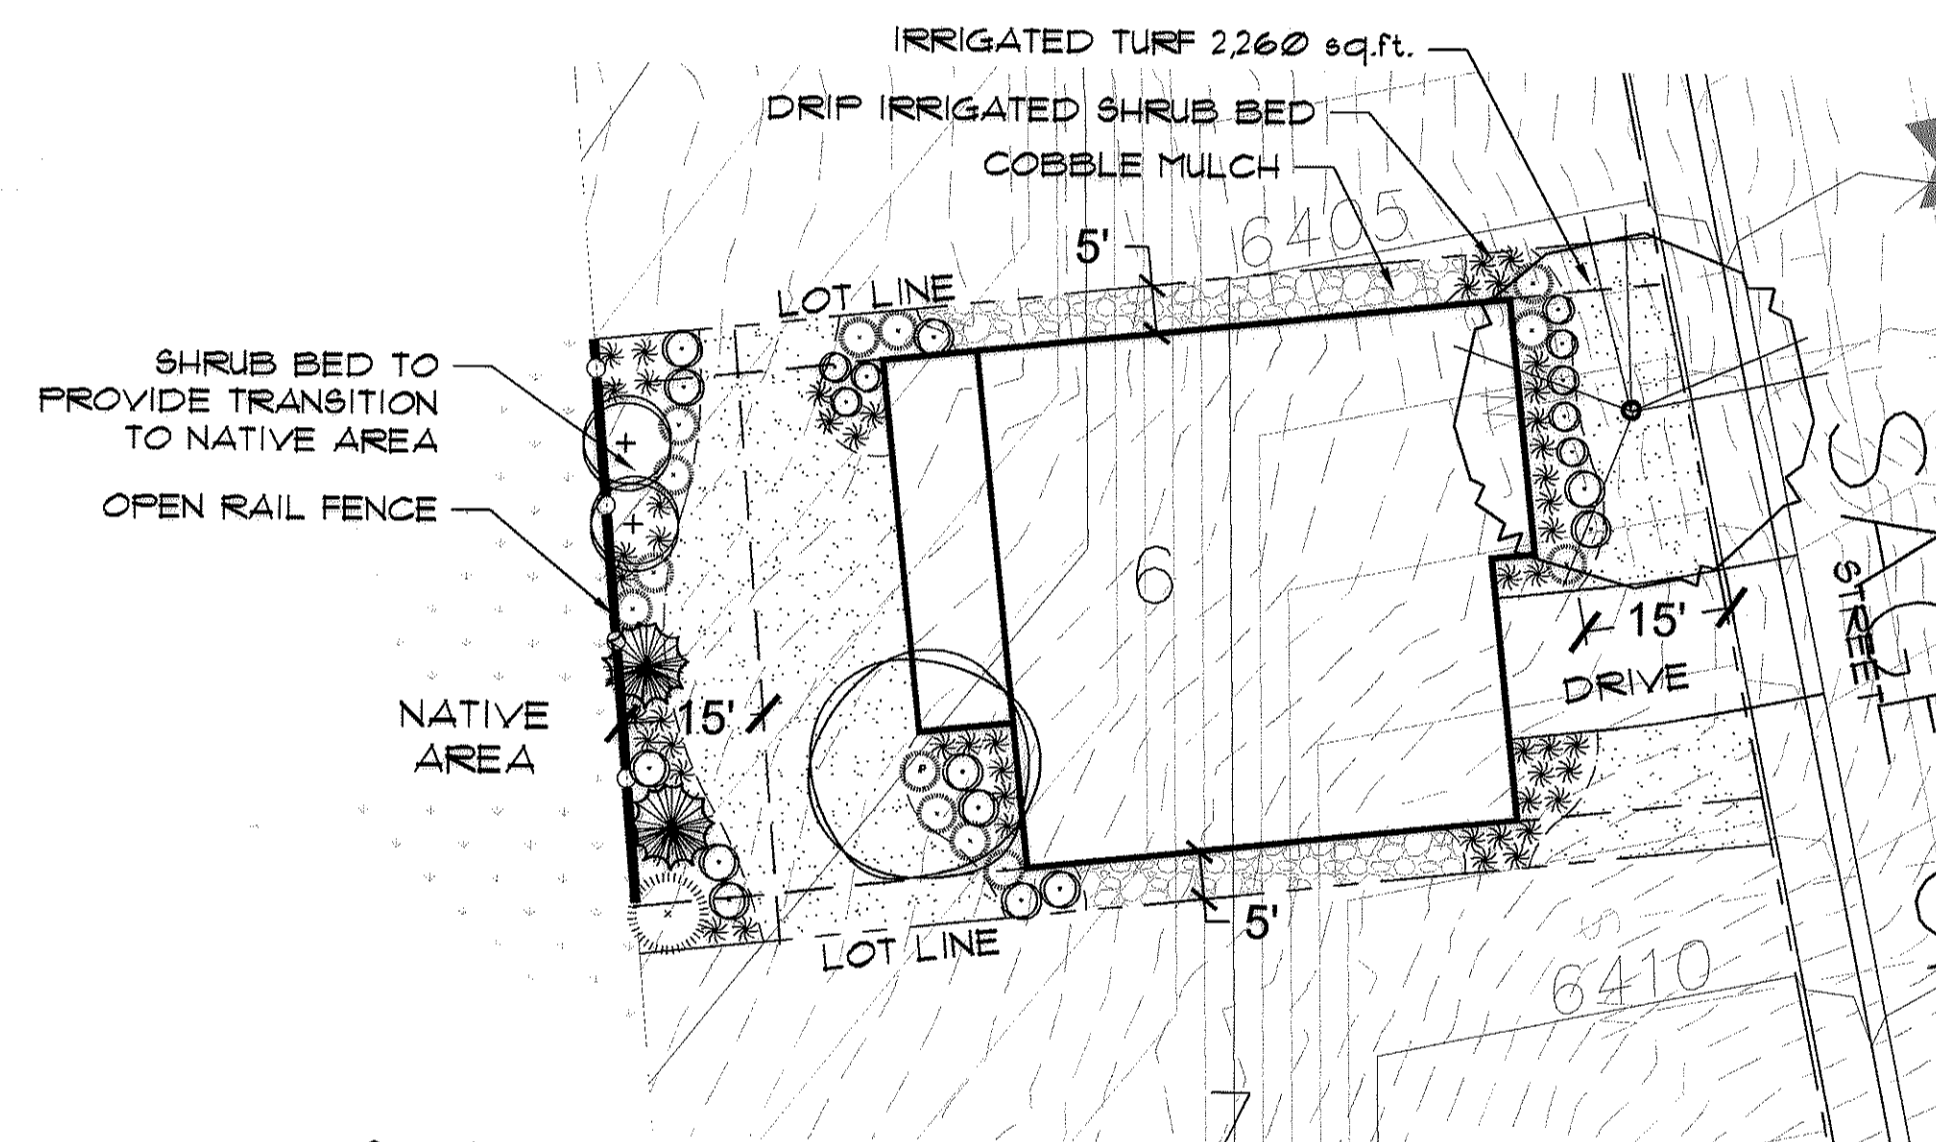 IRRIGATED TURF 2,260 sq.ft.
DRIP IRRIGATED SHRUB BED
COBBLE MULCH
6405
5'
LOT LINE
SHRUB BED TO
PROVIDE TRANSITION
TO NATIVE AREA
OPEN RAIL FENCE
6
15'
DRIVE
STREET
NATIVE
AREA
15'
5'
LOT LINE
6410
7